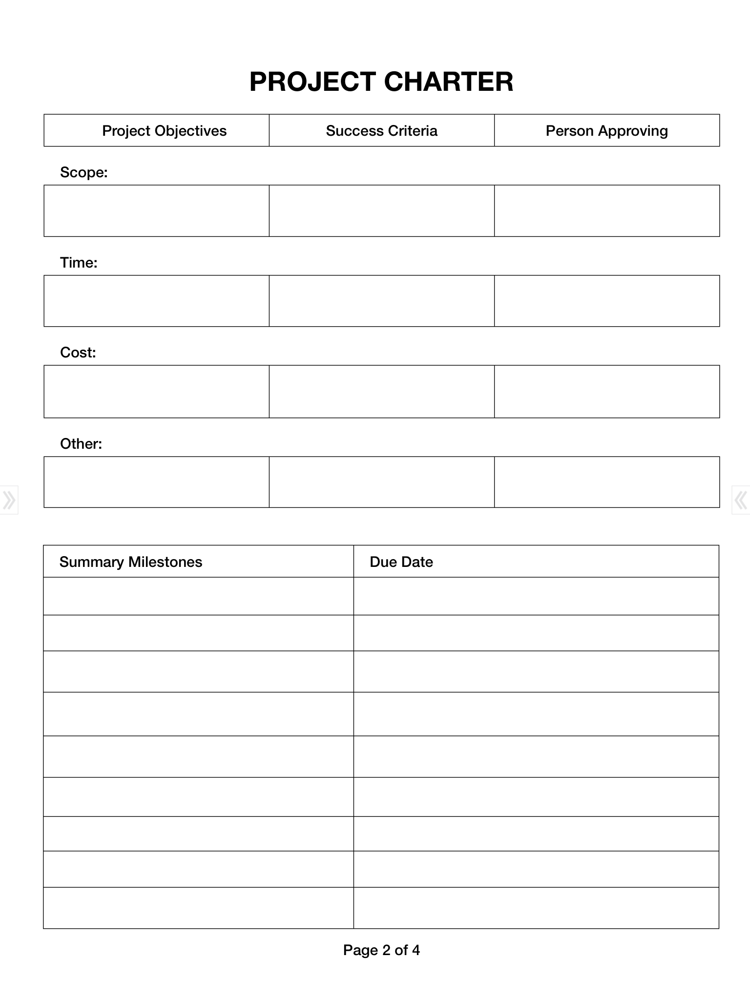 PROJECT CHARTER
Project Objectives Success Criteria Person Approving
Scope:
Time:
Cost:
Other:
Summary Milestones Due Date
Page 2 of 4